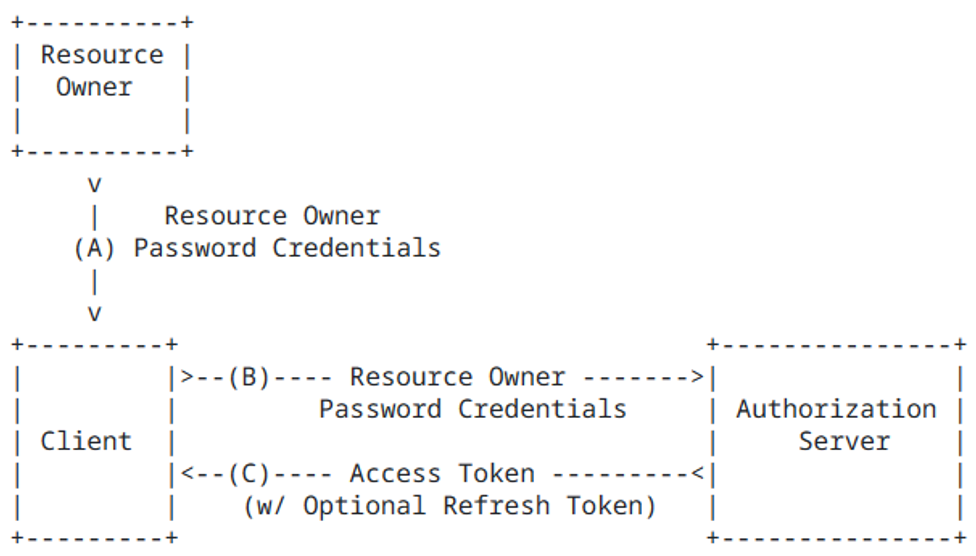 +----------+
| Resource |
|  Owner   |
|          |
+----------+
     v
     |    Resource Owner
    (A) Password Credentials
     |
     v
+---------+                                  +---------------+
|         |>--(B)---- Resource Owner ------->|               |
|         |         Password Credentials     | Authorization |
| Client  |                                  |     Server    |
|         |<--(C)---- Access Token ---------<|               |
|         |    (w/ Optional Refresh Token)   |               |
+---------+                                  +---------------+